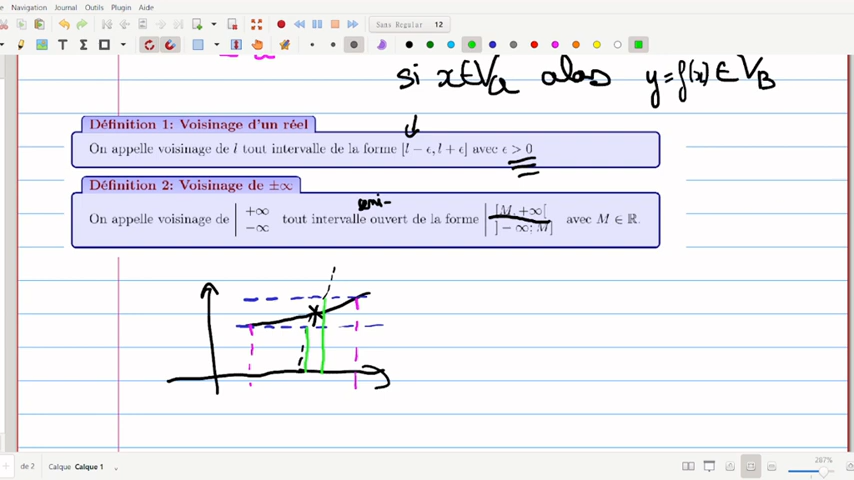 Navigation Journal Outils Plugin Aide
Sans Regular 12
si x∈Va alors y=f(x)∈VB
Définition 1: Voisinage d'un réel
On appelle voisinage de l tout intervalle de la forme [l − ϵ, l + ϵ] avec ϵ > 0
Définition 2: Voisinage de ±∞
semi-
On appelle voisinage de | +∞ tout intervalle ouvert de la forme | [M, +∞[ avec M ∈ ℝ.
−∞ ] − ∞; M]
de 2 Calque Calque 1 287%